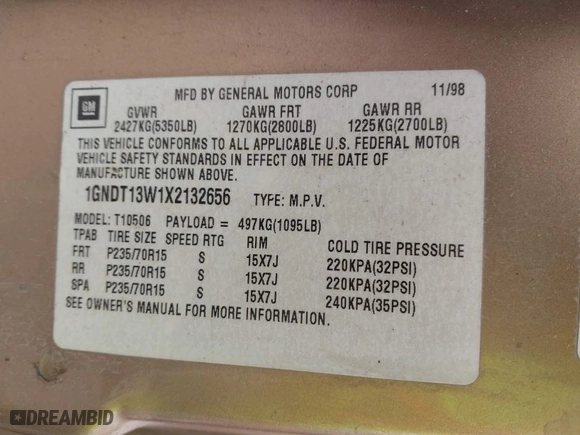 GM
MFD BY GENERAL MOTORS CORP 11/98
GVWR GAWR FRT GAWR RR
2427KG(5350LB) 1270KG(2800LB) 1225KG(2700LB)
THIS VEHICLE CONFORMS TO ALL APPLICABLE U.S. FEDERAL MOTOR
VEHICLE SAFETY STANDARDS IN EFFECT ON THE DATE OF
MANUFACTURE SHOWN ABOVE.
1GNDT13W1X2132656 TYPE: M.P.V.
MODEL: T10506 PAYLOAD = 497KG(1095LB)
TPAB TIRE SIZE SPEED RTG RIM COLD TIRE PRESSURE
FRT P235/70R15 S 15X7J 220KPA(32PSI)
RR P235/70R15 S 15X7J 220KPA(32PSI)
SPA P235/70R15 S 15X7J 240KPA(35PSI)
SEE OWNER'S MANUAL FOR MORE INFORMATION.
DREAMBID